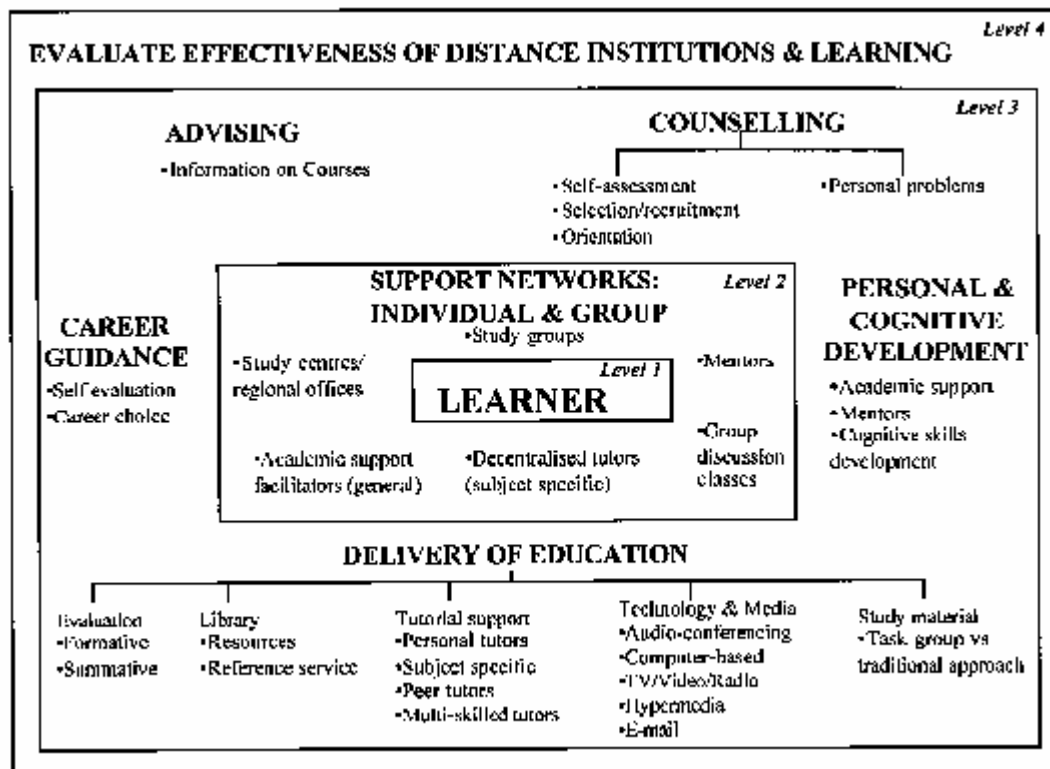 Level 4
EVALUATE EFFECTIVENESS OF DISTANCE INSTITUTIONS & LEARNING
Level 3
ADVISING
•Information on Courses
COUNSELLING
•Self-assessment
•Selection/recruitment
•Orientation
•Personal problems
SUPPORT NETWORKS:
INDIVIDUAL & GROUP
Level 2
•Study groups
CAREER
GUIDANCE
•Self evaluation
•Career choice
•Study centres/
regional offices
Level 1
LEARNER
•Mentors
•Academic support
facilitators (general)
•Decentralised tutors
(subject specific)
•Group
discussion
classes
PERSONAL &
COGNITIVE
DEVELOPMENT
•Academic support
•Mentors
•Cognitive skills
development
DELIVERY OF EDUCATION
Evaluation
•Formative
•Summative
Library
•Resources
•Reference service
Tutorial support
•Personal tutors
•Subject specific
•Peer tutors
•Multi-skilled tutors
Technology & Media
•Audio-conferencing
•Computer-based
•TV/Video/Radio
•Hypermedia
•E-mail
Study material
•Task group vs
traditional approach